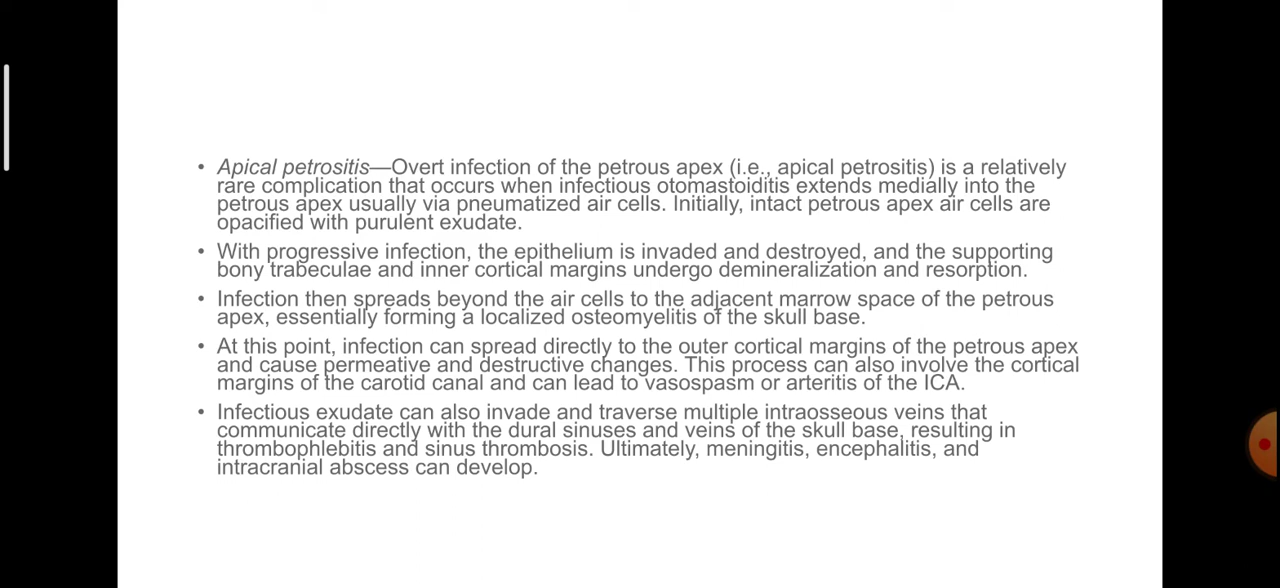 • Apical petrositis—Overt infection of the petrous apex (i.e., apical petrositis) is a relatively
rare complication that occurs when infectious otomastoiditis extends medially into the
petrous apex usually via pneumatized air cells. Initially, intact petrous apex air cells are
opacified with purulent exudate.
• With progressive infection, the epithelium is invaded and destroyed, and the supporting
bony trabeculae and inner cortical margins undergo demineralization and resorption.
• Infection then spreads beyond the air cells to the adjacent marrow space of the petrous
apex, essentially forming a localized osteomyelitis of the skull base.
• At this point, infection can spread directly to the outer cortical margins of the petrous apex
and cause permeative and destructive changes. This process can also involve the cortical
margins of the carotid canal and can lead to vasospasm or arteritis of the ICA.
• Infectious exudate can also invade and traverse multiple intraosseous veins that
communicate directly with the dural sinuses and veins of the skull base, resulting in
thrombophlebitis and sinus thrombosis. Ultimately, meningitis, encephalitis, and
intracranial abscess can develop.